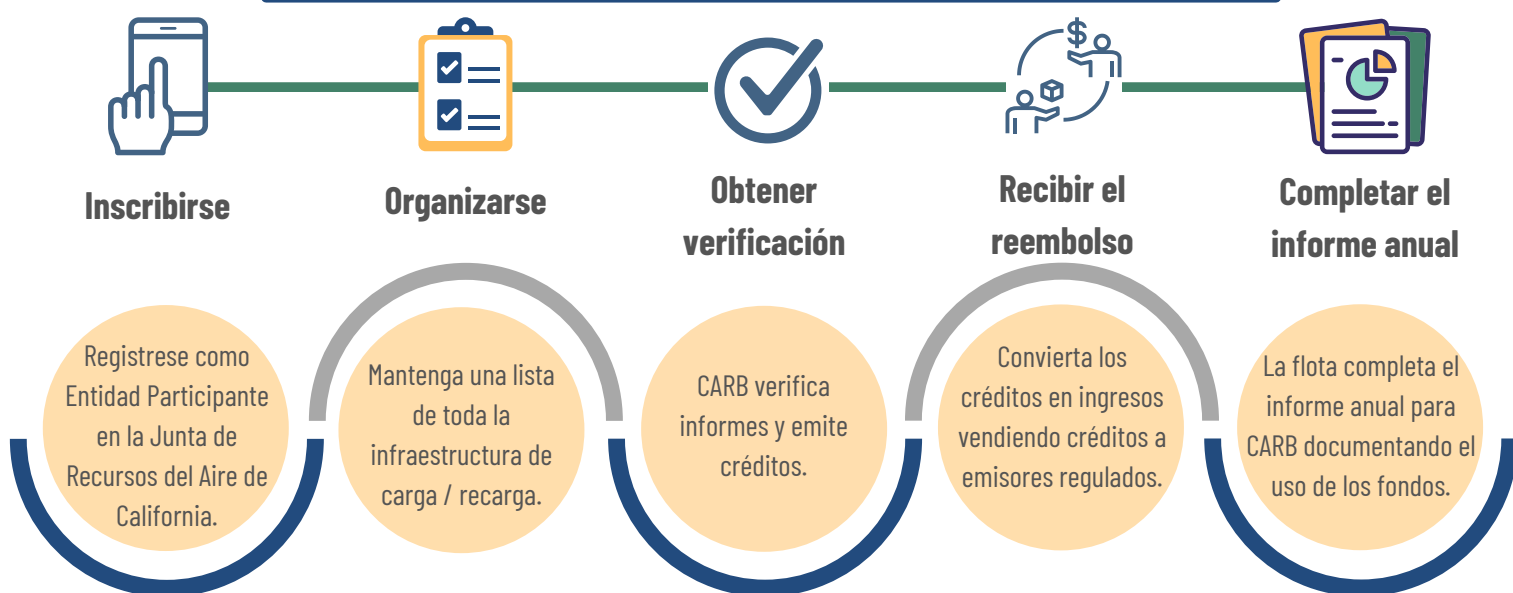 Inscribirse
Organizarse
Obtener
verificación
Recibir el
reembolso
Completar el
informe anual
Registrese como
Entidad Participante
en la Junta de
Recursos del Aire de
California.
Mantenga una lista
de toda la
infraestructura de
carga / recarga.
CARB verifica
informes y emite
créditos.
Convierta los
créditos en ingresos
vendiendo créditos a
emisores regulados.
La flota completa el
informe anual para
CARB documentando el
uso de los fondos.
$